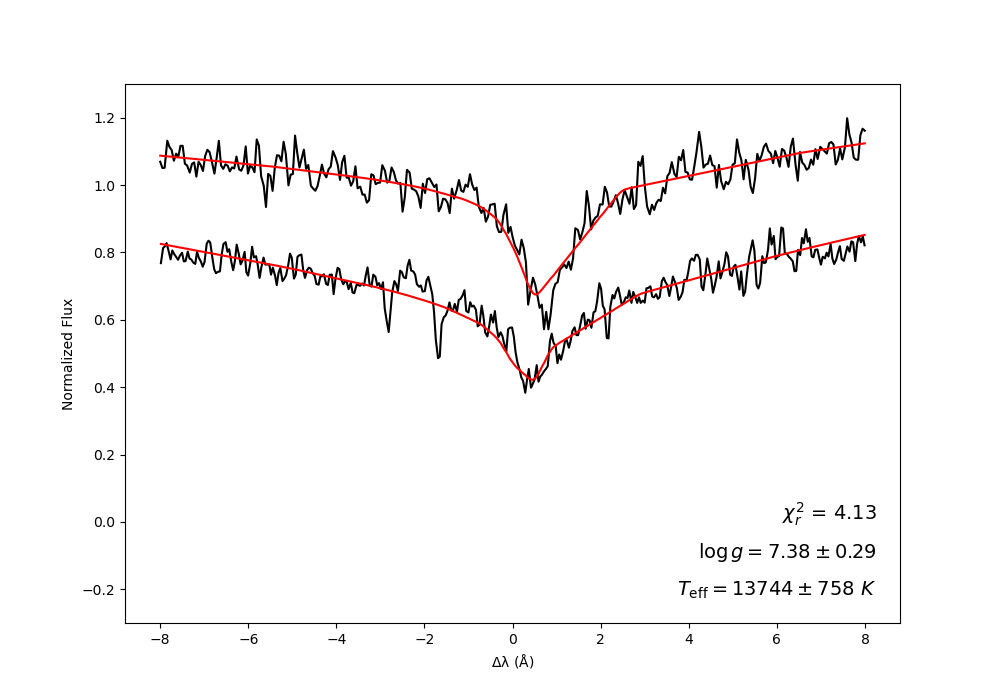 1.2
1.0
0.8
0.6
0.4
0.2
0.0
−0.2
Normalized Flux
χ²ᵣ = 4.13
log g = 7.38 ± 0.29
T_eff = 13744 ± 758 K
−8 −6 −4 −2 0 2 4 6 8
Δλ (Å)